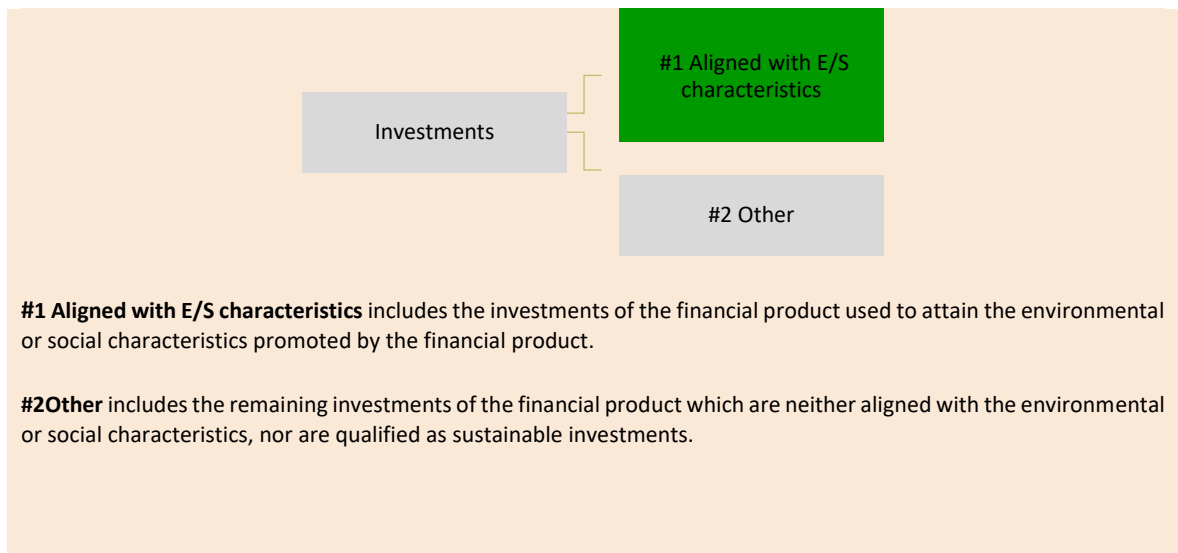 #1 Aligned with E/S
characteristics
Investments
#2 Other
#1 Aligned with E/S characteristics includes the investments of the financial product used to attain the environmental
or social characteristics promoted by the financial product.
#2Other includes the remaining investments of the financial product which are neither aligned with the environmental
or social characteristics, nor are qualified as sustainable investments.